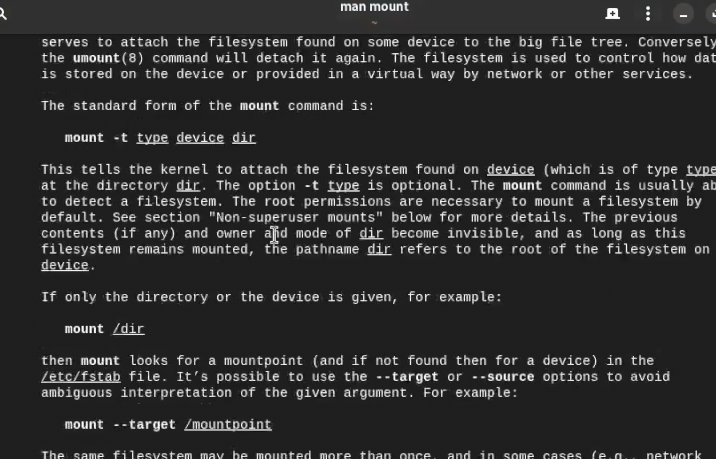 man mount
~
serves to attach the filesystem found on some device to the big file tree. Conversely
the umount(8) command will detach it again. The filesystem is used to control how dat
is stored on the device or provided in a virtual way by network or other services.
The standard form of the mount command is:
mount -t type device dir
This tells the kernel to attach the filesystem found on device (which is of type type
at the directory dir. The option -t type is optional. The mount command is usually ab
to detect a filesystem. The root permissions are necessary to mount a filesystem by
default. See section "Non-superuser mounts" below for more details. The previous
contents (if any) and owner and mode of dir become invisible, and as long as this
filesystem remains mounted, the pathname dir refers to the root of the filesystem on
device.
If only the directory or the device is given, for example:
mount /dir
then mount looks for a mountpoint (and if not found then for a device) in the
/etc/fstab file. It’s possible to use the --target or --source options to avoid
ambiguous interpretation of the given argument. For example:
mount --target /mountpoint
The same filesystem may be mounted more than once, and in some cases (e.g., network